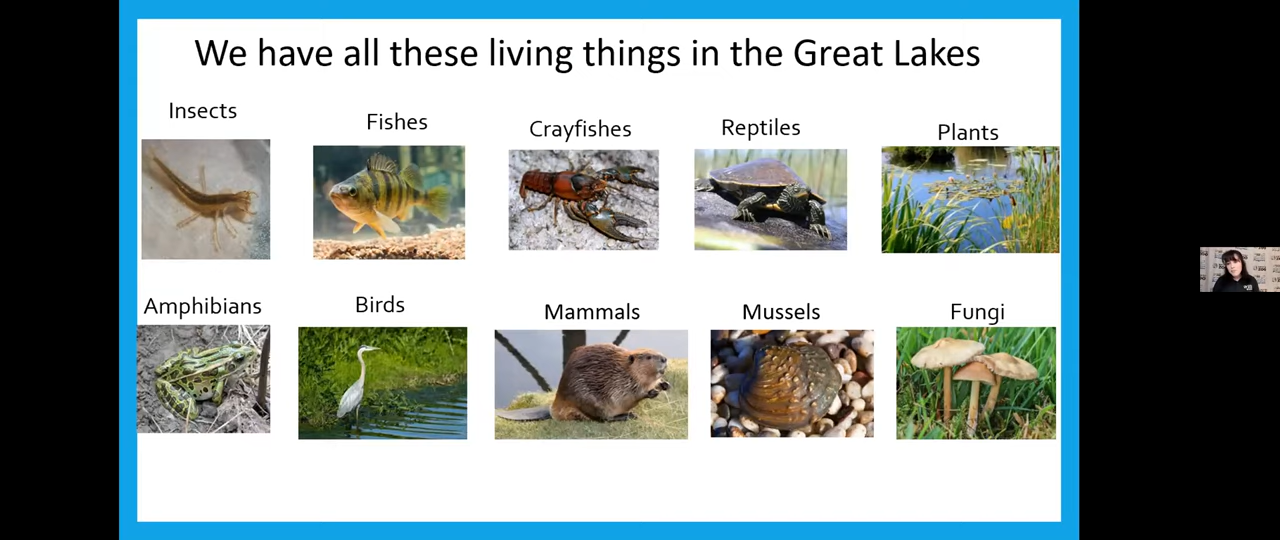 We have all these living things in the Great Lakes
Insects
Fishes
Crayfishes
Reptiles
Plants
Amphibians
Birds
Mammals
Mussels
Fungi